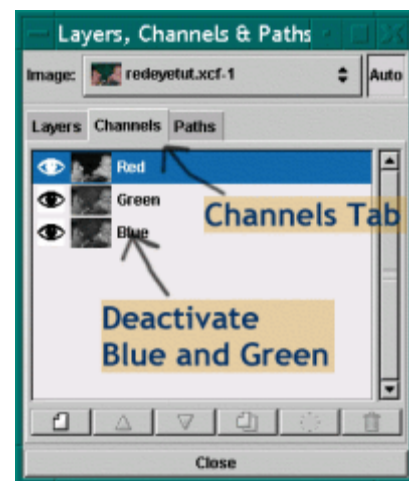 Layers, Channels & Paths
Image: redeyetut.xcf-1 Auto
Layers Channels Paths
Red
Green
Channels Tab
Blue
Deactivate
Blue and Green
Close